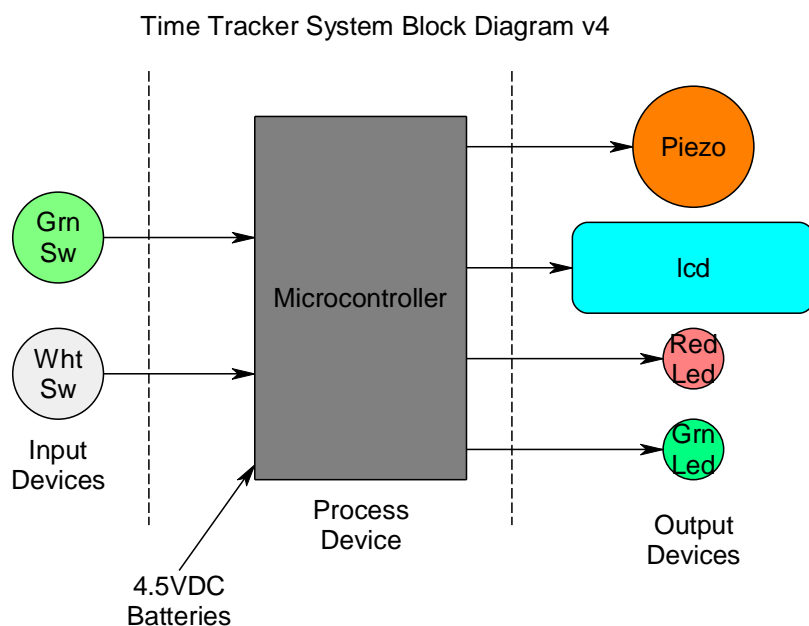 Time Tracker System Block Diagram v4
Piezo
Grn
Sw
lcd
Microcontroller
Red
Led
Wht
Sw
Grn
Led
Input
Devices
Process
Device
Output
Devices
4.5VDC
Batteries